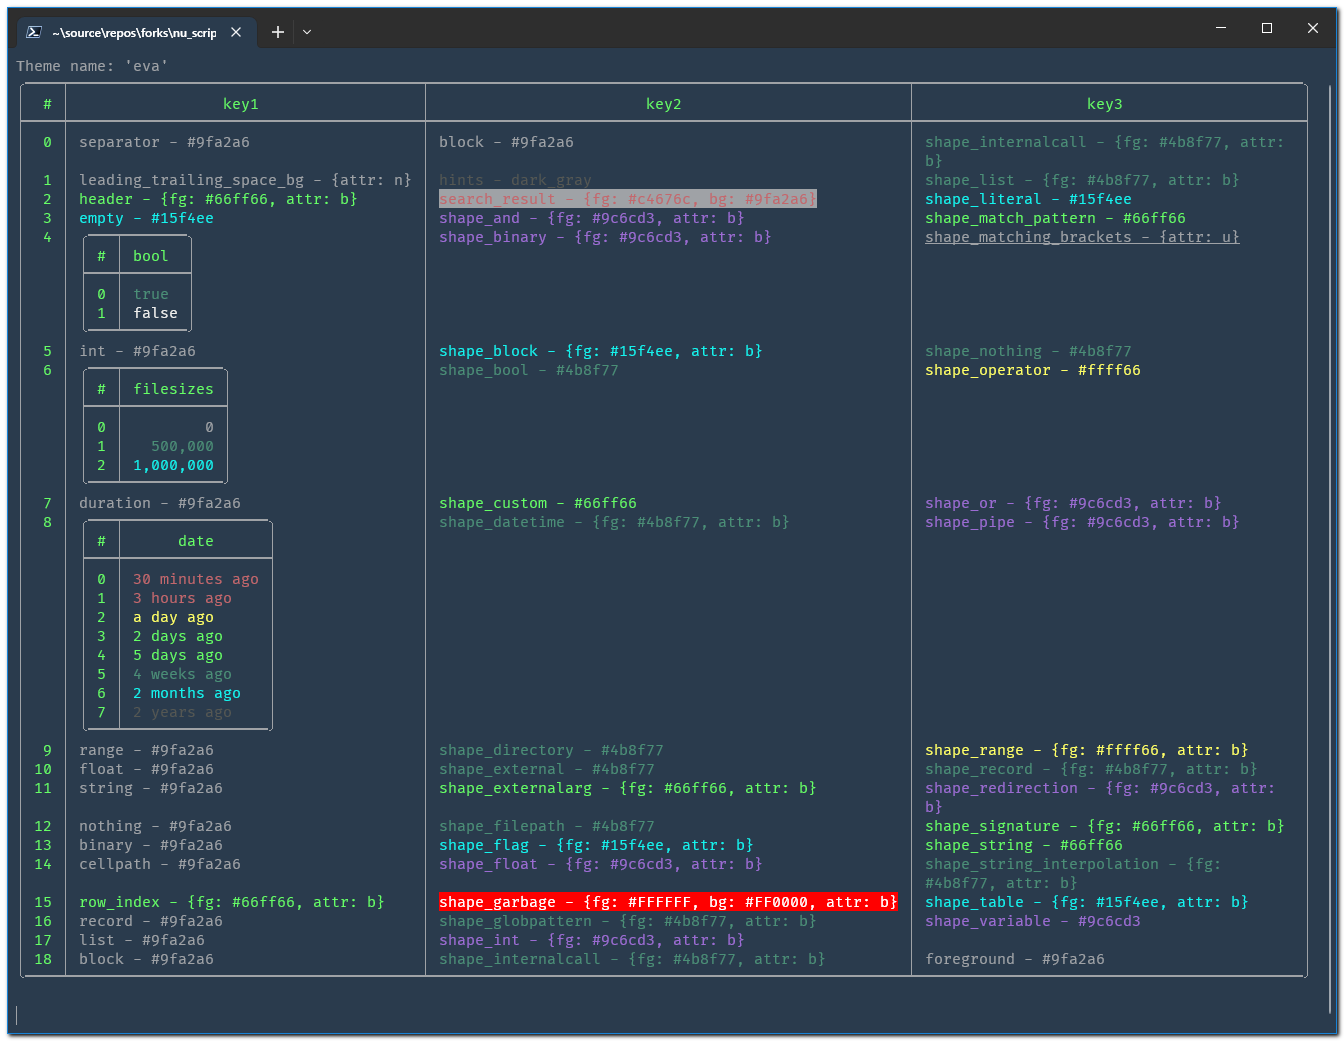 ~\source\repos\forks\nu_scrip
Theme name: 'eva'
# key1 key2 key3
0 separator - #9fa2a6 block - #9fa2a6 shape_internalcall - {fg: #4b8f77, attr:
b}
1 leading_trailing_space_bg - {attr: n} hints - dark_gray shape_list - {fg: #4b8f77, attr: b}
2 header - {fg: #66ff66, attr: b} search_result - {fg: #c4676c, bg: #9fa2a6} shape_literal - #15f4ee
3 empty - #15f4ee shape_and - {fg: #9c6cd3, attr: b} shape_match_pattern - #66ff66
4 shape_binary - {fg: #9c6cd3, attr: b} shape_matching_brackets - {attr: u}
# bool
0 true
1 false
5 int - #9fa2a6 shape_block - {fg: #15f4ee, attr: b} shape_nothing - #4b8f77
6 shape_bool - #4b8f77 shape_operator - #ffff66
# filesizes
0 0
1 500,000
2 1,000,000
7 duration - #9fa2a6 shape_custom - #66ff66 shape_or - {fg: #9c6cd3, attr: b}
8 shape_datetime - {fg: #4b8f77, attr: b} shape_pipe - {fg: #9c6cd3, attr: b}
# date
0 30 minutes ago
1 3 hours ago
2 a day ago
3 2 days ago
4 5 days ago
5 4 weeks ago
6 2 months ago
7 2 years ago
9 range - #9fa2a6 shape_directory - #4b8f77 shape_range - {fg: #ffff66, attr: b}
10 float - #9fa2a6 shape_external - #4b8f77 shape_record - {fg: #4b8f77, attr: b}
11 string - #9fa2a6 shape_externalarg - {fg: #66ff66, attr: b} shape_redirection - {fg: #9c6cd3, attr:
b}
12 nothing - #9fa2a6 shape_filepath - #4b8f77 shape_signature - {fg: #66ff66, attr: b}
13 binary - #9fa2a6 shape_flag - {fg: #15f4ee, attr: b} shape_string - #66ff66
14 cellpath - #9fa2a6 shape_float - {fg: #9c6cd3, attr: b} shape_string_interpolation - {fg:
#4b8f77, attr: b}
15 row_index - {fg: #66ff66, attr: b} shape_garbage - {fg: #FFFFFF, bg: #FF0000, attr: b} shape_table - {fg: #15f4ee, attr: b}
16 record - #9fa2a6 shape_globpattern - {fg: #4b8f77, attr: b} shape_variable - #9c6cd3
17 list - #9fa2a6 shape_int - {fg: #9c6cd3, attr: b}
18 block - #9fa2a6 shape_internalcall - {fg: #4b8f77, attr: b} foreground - #9fa2a6